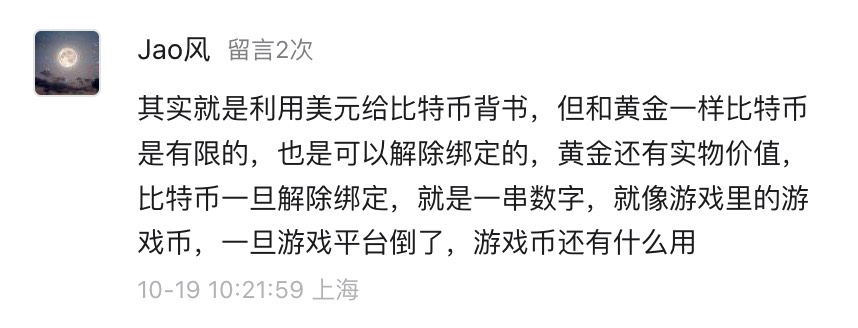 Jao风 留言2次
其实就是利用美元给比特币背书，但和黄金一样比特币
是有限的，也是可以解除绑定的，黄金还有实物价值，
比特币一旦解除绑定，就是一串数字，就像游戏里的游
戏币，一旦游戏平台倒了，游戏币还有什么用
10-19 10:21:59 上海